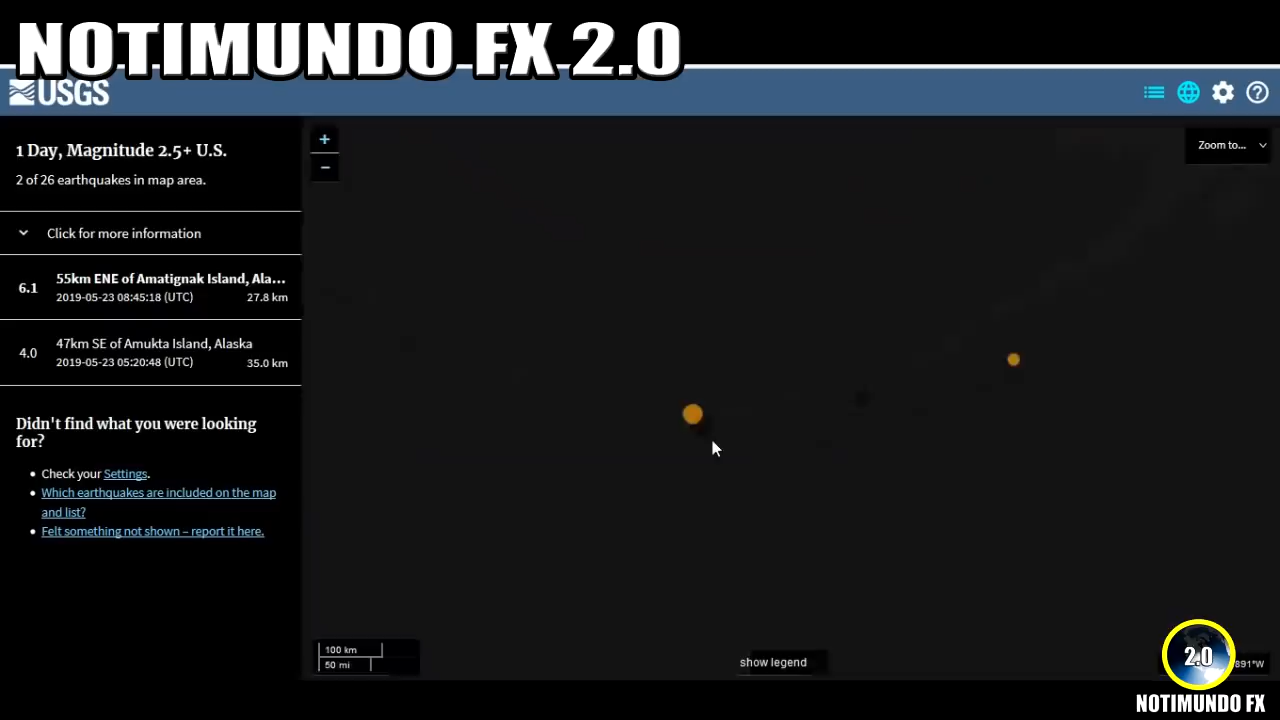 NOTIMUNDO FX 2.0
USGS
1 Day, Magnitude 2.5+ U.S.
2 of 26 earthquakes in map area.
Click for more information
6.1
55km ENE of Amatignak Island, Ala...
2019-05-23 08:45:18 (UTC) 27.8 km
4.0
47km SE of Amukta Island, Alaska
2019-05-23 05:20:48 (UTC) 35.0 km
Didn't find what you were looking
for?
• Check your Settings.
• Which earthquakes are included on the map
and list?
• Felt something not shown – report it here.
+
−
Zoom to...
100 km
50 mi
show legend
2.0
891°W
NOTIMUNDO FX